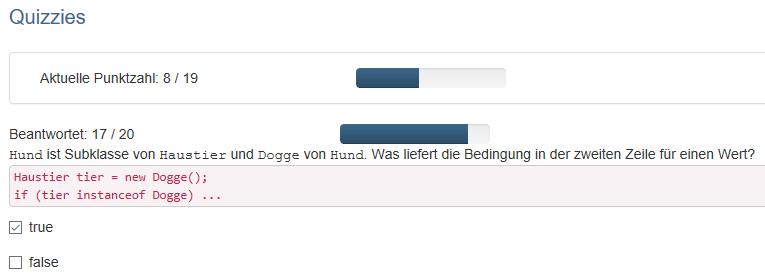 Quizzies
Aktuelle Punktzahl: 8 / 19
Beantwortet: 17 / 20
Hund ist Subklasse von Haustier und Dogge von Hund. Was liefert die Bedingung in der zweiten Zeile für einen Wert?
Haustier tier = new Dogge();
if (tier instanceof Dogge) ...
true
false